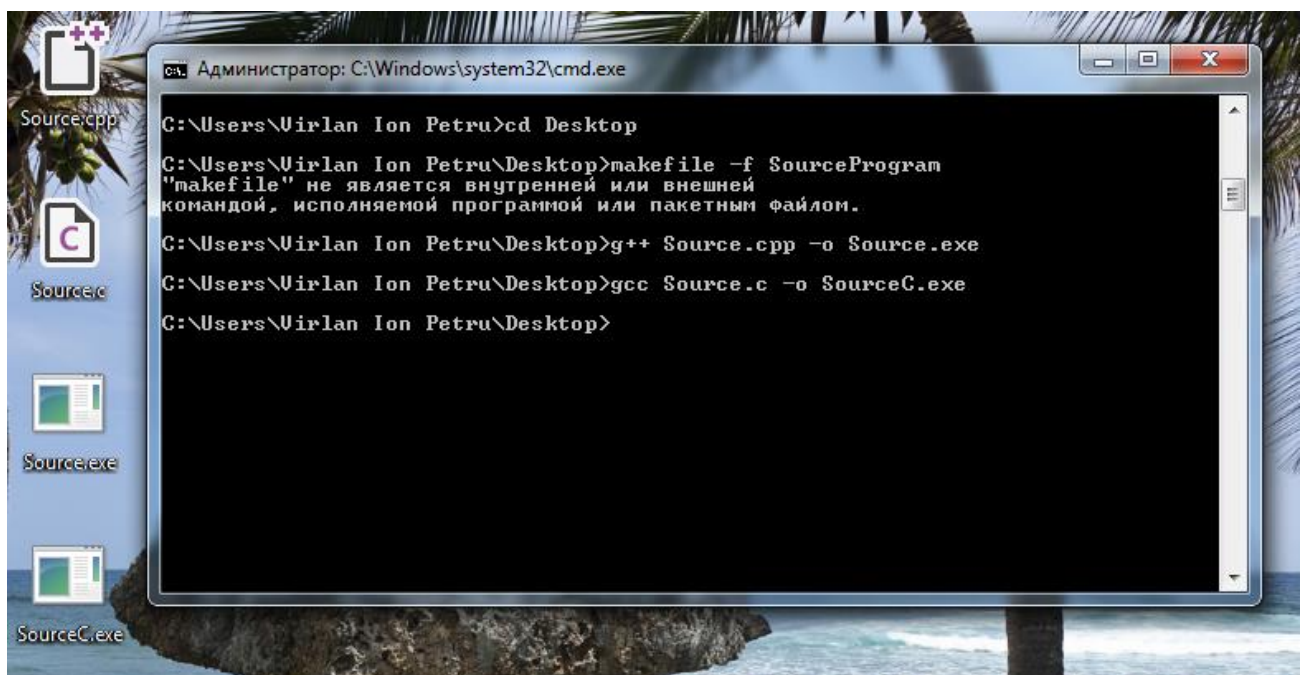 Source.cpp
Source.c
Source.exe
SourceC.exe
Администратор: C:\Windows\system32\cmd.exe
C:\Users\Virlan Ion Petru>cd Desktop
C:\Users\Virlan Ion Petru\Desktop>makefile -f SourceProgram
"makefile" не является внутренней или внешней
командой, исполняемой программой или пакетным файлом.
C:\Users\Virlan Ion Petru\Desktop>g++ Source.cpp -o Source.exe
C:\Users\Virlan Ion Petru\Desktop>gcc Source.c -o SourceC.exe
C:\Users\Virlan Ion Petru\Desktop>